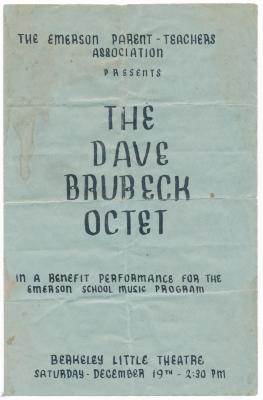 THE EMERSON PARENT-TEACHERS
ASSOCIATION
PRESENTS
THE
DAVE
BRUBECK
OCTET
IN A BENEFIT PERFORMANCE FOR THE
EMERSON SCHOOL MUSIC PROGRAM
BERKELEY LITTLE THEATRE
SATURDAY-DECEMBER 19TH - 2:30 PM